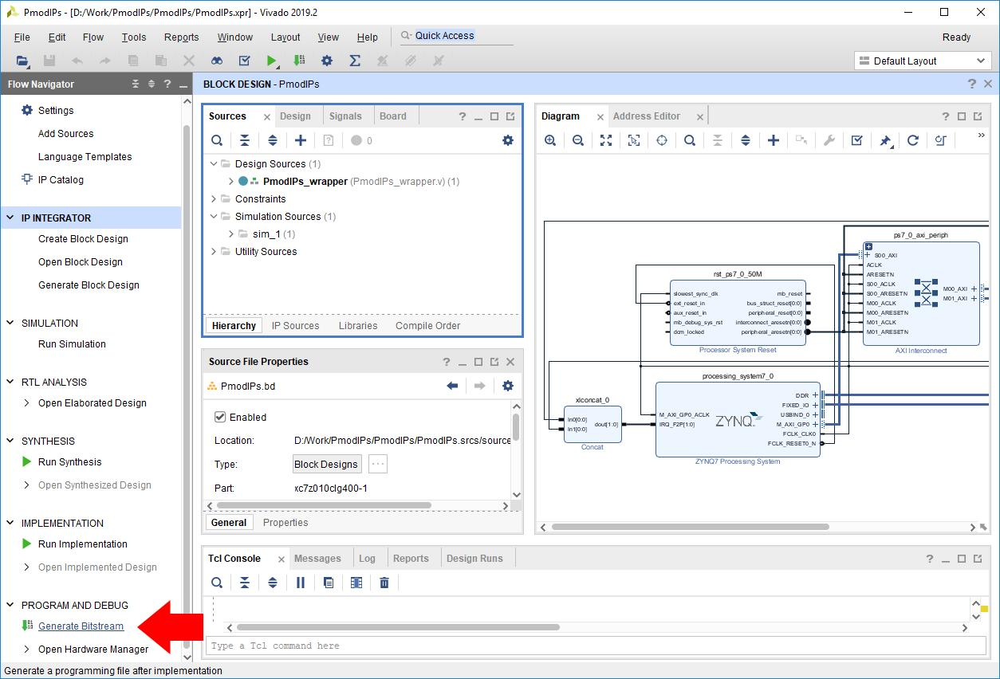 PmodIPs - [D:/Work/PmodIPs/PmodIPs/PmodIPs.xpr] - Vivado 2019.2
File Edit Flow Tools Reports Window Layout View Help Quick Access Ready
Default Layout
Flow Navigator
Settings
Add Sources
Language Templates
IP Catalog
IP INTEGRATOR
Create Block Design
Open Block Design
Generate Block Design
SIMULATION
Run Simulation
RTL ANALYSIS
Open Elaborated Design
SYNTHESIS
Run Synthesis
Open Synthesized Design
IMPLEMENTATION
Run Implementation
Open Implemented Design
PROGRAM AND DEBUG
Generate Bitstream
Open Hardware Manager
BLOCK DESIGN - PmodIPs
Sources Design Signals Board
0
Design Sources (1)
PmodIPs_wrapper (PmodIPs_wrapper.v) (1)
Constraints
Simulation Sources (1)
sim_1 (1)
Utility Sources
Hierarchy IP Sources Libraries Compile Order
Source File Properties
PmodIPs.bd
Enabled
Location: D:/Work/PmodIPs/PmodIPs/PmodIPs.srcs/source
Type: Block Designs ...
Part: xc7z010clg400-1
General Properties
Diagram Address Editor
ps7_0_axi_periph
S00_AXI
ACLK
ARESETN
S00_ACLK
S00_ARESETN
M00_ACLK
M00_ARESETN
M01_ACLK
M01_ARESETN
M00_AXI
M01_AXI
AXI Interconnect
rst_ps7_0_50M
slowest_sync_clk
ext_reset_in
aux_reset_in
mb_debug_sys_rst
dcm_locked
mb_reset
bus_struct_reset[0:0]
peripheral_reset[0:0]
interconnect_aresetn[0:0]
peripheral_aresetn[0:0]
Processor System Reset
xlconcat_0
In0[0:0]
In1[0:0]
dout[1:0]
Concat
processing_system7_0
M_AXI_GP0_ACLK
IRQ_F2P[1:0]
ZYNQ
DDR
FIXED_IO
USBIND_0
M_AXI_GP0
FCLK_CLK0
FCLK_RESET0_N
ZYNQ7 Processing System
Tcl Console Messages Log Reports Design Runs
Type a Tcl command here
Generate a programming file after implementation